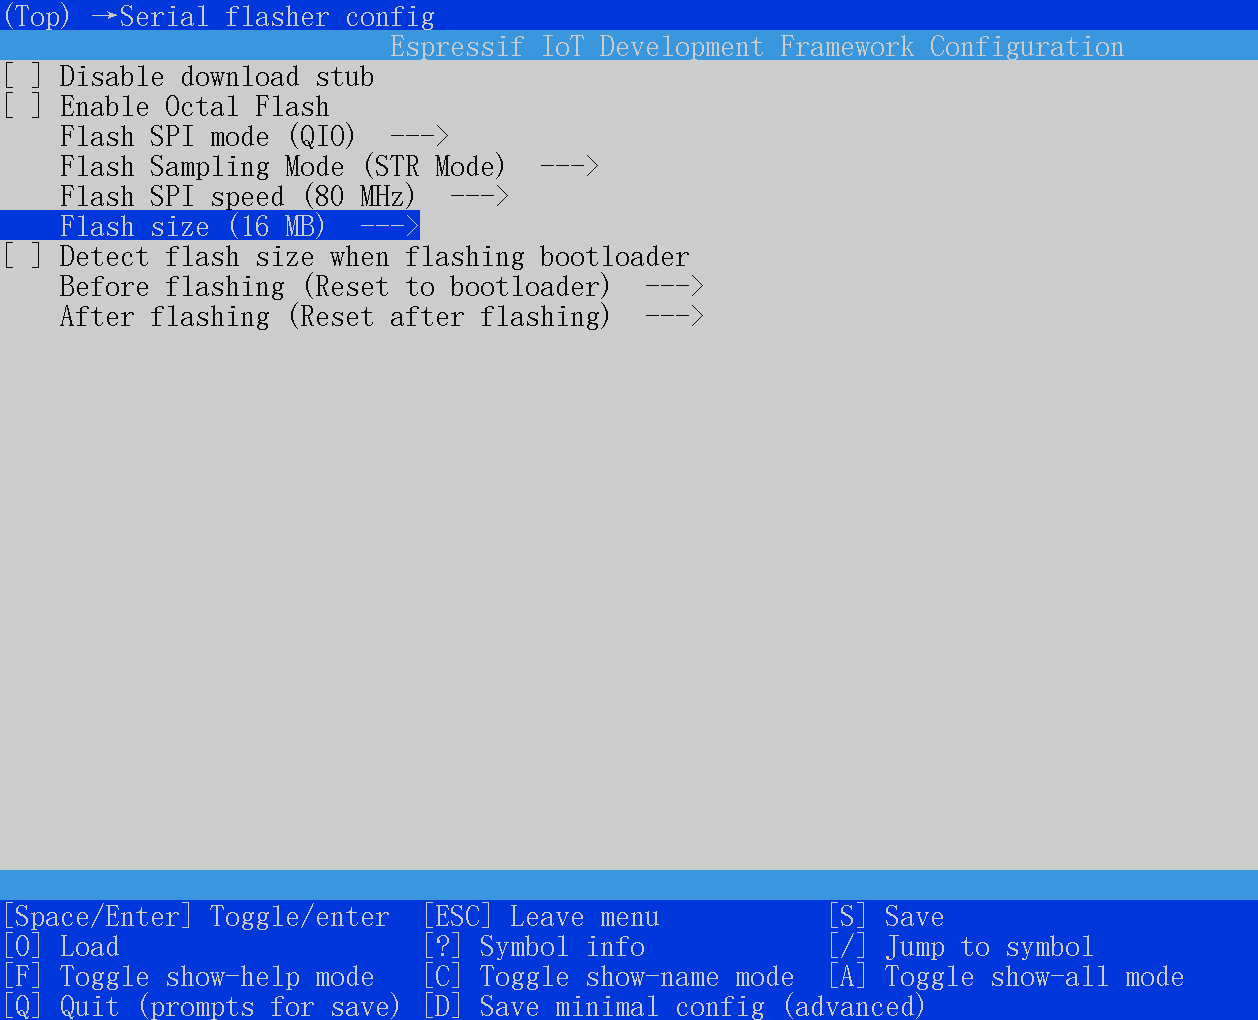 (Top) →Serial flasher config
Espressif IoT Development Framework Configuration
[ ] Disable download stub
[ ] Enable Octal Flash
Flash SPI mode (QIO)  --->
Flash Sampling Mode (STR Mode)  --->
Flash SPI speed (80 MHz)  --->
Flash size (16 MB)  --->
[ ] Detect flash size when flashing bootloader
Before flashing (Reset to bootloader)  --->
After flashing (Reset after flashing)  --->
[Space/Enter] Toggle/enter  [ESC] Leave menu  [S] Save
[O] Load  [?] Symbol info  [/] Jump to symbol
[F] Toggle show-help mode  [C] Toggle show-name mode  [A] Toggle show-all mode
[Q] Quit (prompts for save)  [D] Save minimal config (advanced)